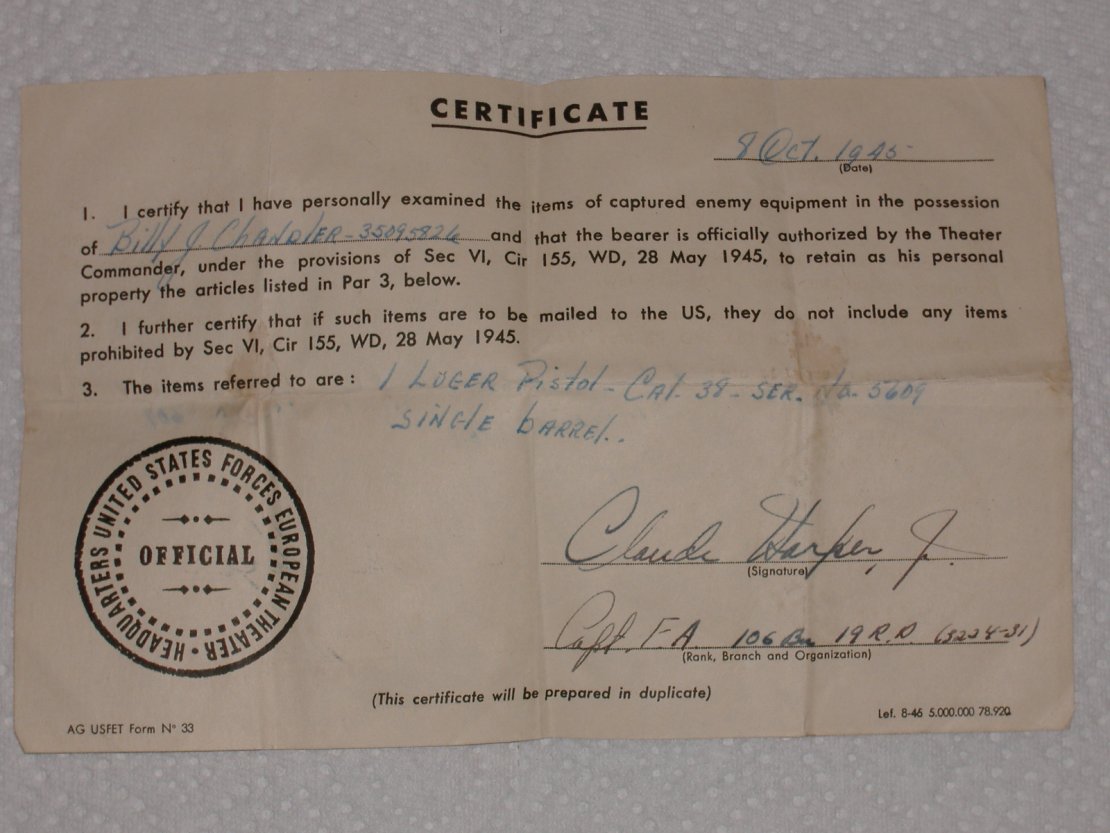 CERTIFICATE
8 Oct. 1945
(Date)
1. I certify that I have personally examined the items of captured enemy equipment in the possession
of Billy J. Chandler - 35095826 and that the bearer is officially authorized by the Theater
Commander, under the provisions of Sec VI, Cir 155, WD, 28 May 1945, to retain as his personal
property the articles listed in Par 3, below.
2. I further certify that if such items are to be mailed to the US, they do not include any items
prohibited by Sec VI, Cir 155, WD, 28 May 1945.
3. The items referred to are: 1 LUGER Pistol - Cal. 38 - SER. No. 5609
SINGLE BARREL.
HEADQUARTERS UNITED STATES FORCES EUROPEAN THEATER
OFFICIAL
Claude Harper, Jr.
(Signature)
Capt. F.A. 106 Bn 19 R.D. (3224-31)
(Rank, Branch and Organization)
(This certificate will be prepared in duplicate)
AG USFET Form N° 33
Lef. 8-46 5.000.000 78.920